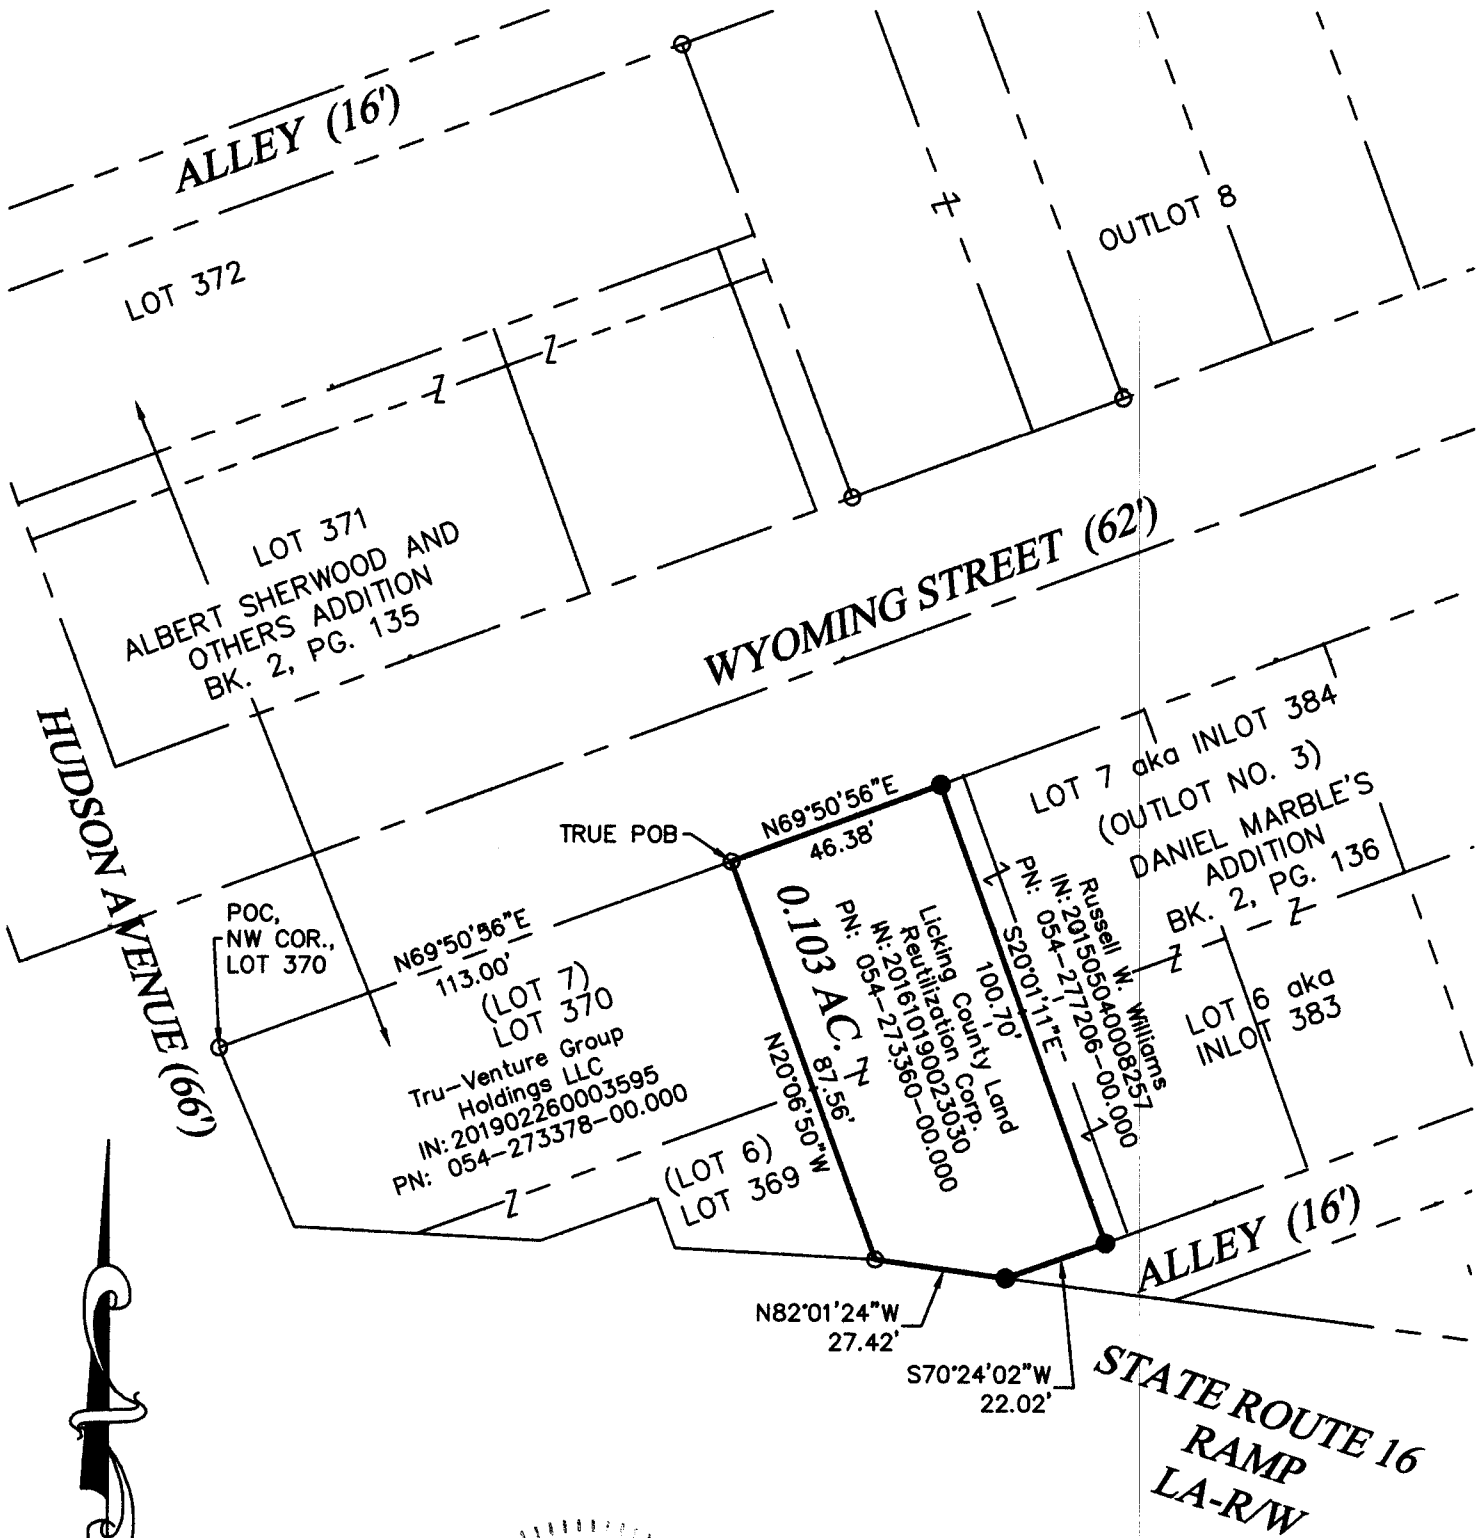 ALLEY (16')
LOT 372
OUTLOT 8
LOT 371
ALBERT SHERWOOD AND
OTHERS ADDITION
BK. 2, PG. 135
WYOMING STREET (62')
HUDSON AVENUE (66')
LOT 7 aka INLOT 384
(OUTLOT NO. 3)
DANIEL MARBLE'S
ADDITION
BK. 2, PG. 136
TRUE POB
N69°50'56"E
46.38'
POC,
NW COR.,
LOT 370
N69°50'56"E
113.00'
(LOT 7)
LOT 370
Tru-Venture Group
Holdings LLC
IN: 201902260003595
PN: 054-273378-00.000
0.103 AC.
Licking County Land
Reutilization Corp.
IN: 201610190023030
PN: 054-273360-00.000
N20°06'50"W
87.56'
S20°01'11"E
100.70'
Russell W. Williams
IN: 201505040008257
PN: 054-277206-00.000
LOT 6 aka
INLOT 383
(LOT 6)
LOT 369
ALLEY (16')
N82°01'24"W
27.42'
S70°24'02"W
22.02'
STATE ROUTE 16
RAMP
LA-R/W